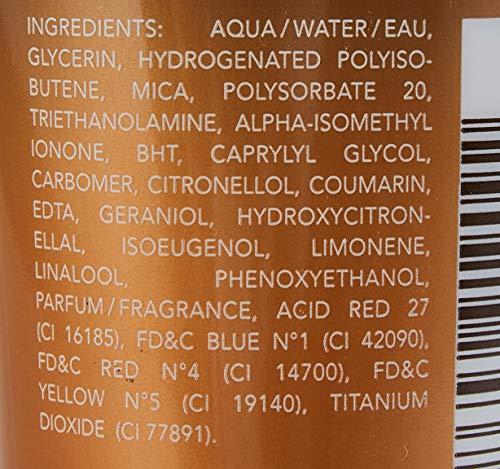 INGREDIENTS: AQUA/WATER/EAU,
GLYCERIN, HYDROGENATED POLYISO-
BUTENE, MICA, POLYSORBATE 20,
TRIETHANOLAMINE, ALPHA-ISOMETHYL
IONONE, BHT, CAPRYLYL GLYCOL,
CARBOMER, CITRONELLOL, COUMARIN,
EDTA, GERANIOL, HYDROXYCITRON-
ELLAL, ISOEUGENOL, LIMONENE,
LINALOOL, PHENOXYETHANOL,
PARFUM/FRAGRANCE, ACID RED 27
(CI 16185), FD&C BLUE N°1 (CI 42090),
FD&C RED N°4 (CI 14700), FD&C
YELLOW N°5 (CI 19140), TITANIUM
DIOXIDE (CI 77891).